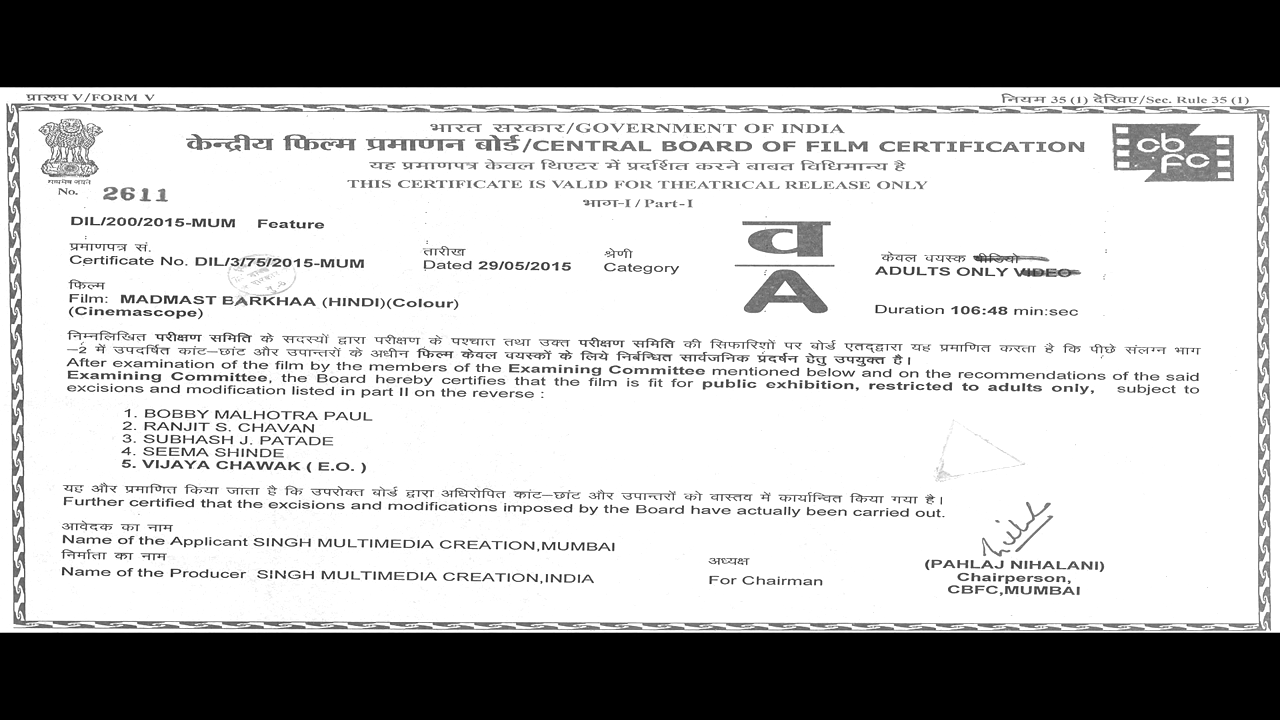 प्रारूप V/FORM V
नियम 35 (1) देखिए/Sec. Rule 35 (1)
भारत सरकार/GOVERNMENT OF INDIA
केन्द्रीय फिल्म प्रमाणन बोर्ड/CENTRAL BOARD OF FILM CERTIFICATION
cbfc
यह प्रमाणपत्र केवल थिएटर में प्रदर्शित करने बाबत विधिमान्य है
सत्यमेव जयते
THIS CERTIFICATE IS VALID FOR THEATRICAL RELEASE ONLY
No. 2611
भाग-I / Part-I
DIL/200/2015-MUM Feature
प्रमाणपत्र सं. तारीख श्रेणी व केवल वयस्क वीडियो
Certificate No. DIL/3/75/2015-MUM Dated 29/05/2015 Category A ADULTS ONLY VIDEO
फिल्म
Film: MADMAST BARKHAA (HINDI)(Colour)
(Cinemascope) Duration 106:48 min:sec
निम्नलिखित परीक्षण समिति के सदस्यों द्वारा परीक्षण के पश्चात तथा उक्त परीक्षण समिति की सिफारिशों पर बोर्ड एतद्द्वारा यह प्रमाणित करता है कि पीछे संलग्न भाग
-2 में उपदर्षित कांट-छांट और उपान्तरों के अधीन फिल्म केवल वयस्कों के लिये निर्बन्धित सार्वजनिक प्रदर्षन हेतु उपयुक्त है।
After examination of the film by the members of the Examining Committee mentioned below and on the recommendations of the said
Examining Committee, the Board hereby certifies that the film is fit for public exhibition, restricted to adults only, subject to
excisions and modification listed in part II on the reverse :
1. BOBBY MALHOTRA PAUL
2. RANJIT S. CHAVAN
3. SUBHASH J. PATADE
4. SEEMA SHINDE
5. VIJAYA CHAWAK ( E.O. )
यह और प्रमाणित किया जाता है कि उपरोक्त बोर्ड द्वारा अधिरोपित कांट-छांट और उपान्तरों को वास्तव में कार्यान्वित किया गया है।
Further certified that the excisions and modifications imposed by the Board have actually been carried out.
आवेदक का नाम
Name of the Applicant SINGH MULTIMEDIA CREATION,MUMBAI
निर्माता का नाम
Name of the Producer SINGH MULTIMEDIA CREATION,INDIA
अध्यक्ष
For Chairman
(PAHLAJ NIHALANI)
Chairperson,
CBFC,MUMBAI